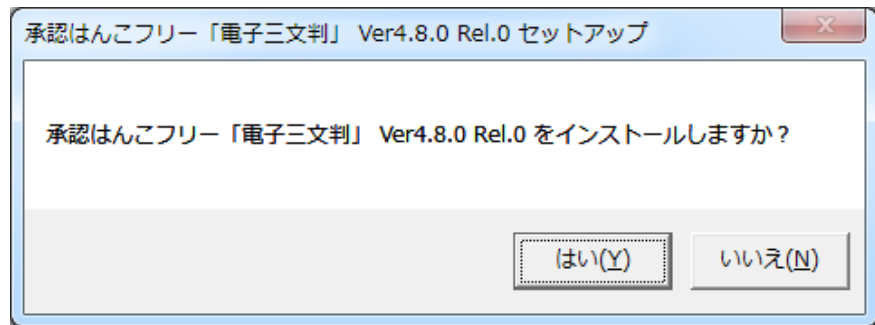 承認はんこフリー「電子三文判」 Ver4.8.0 Rel.0 セットアップ
承認はんこフリー「電子三文判」 Ver4.8.0 Rel.0 をインストールしますか？
はい(Y) いいえ(N)